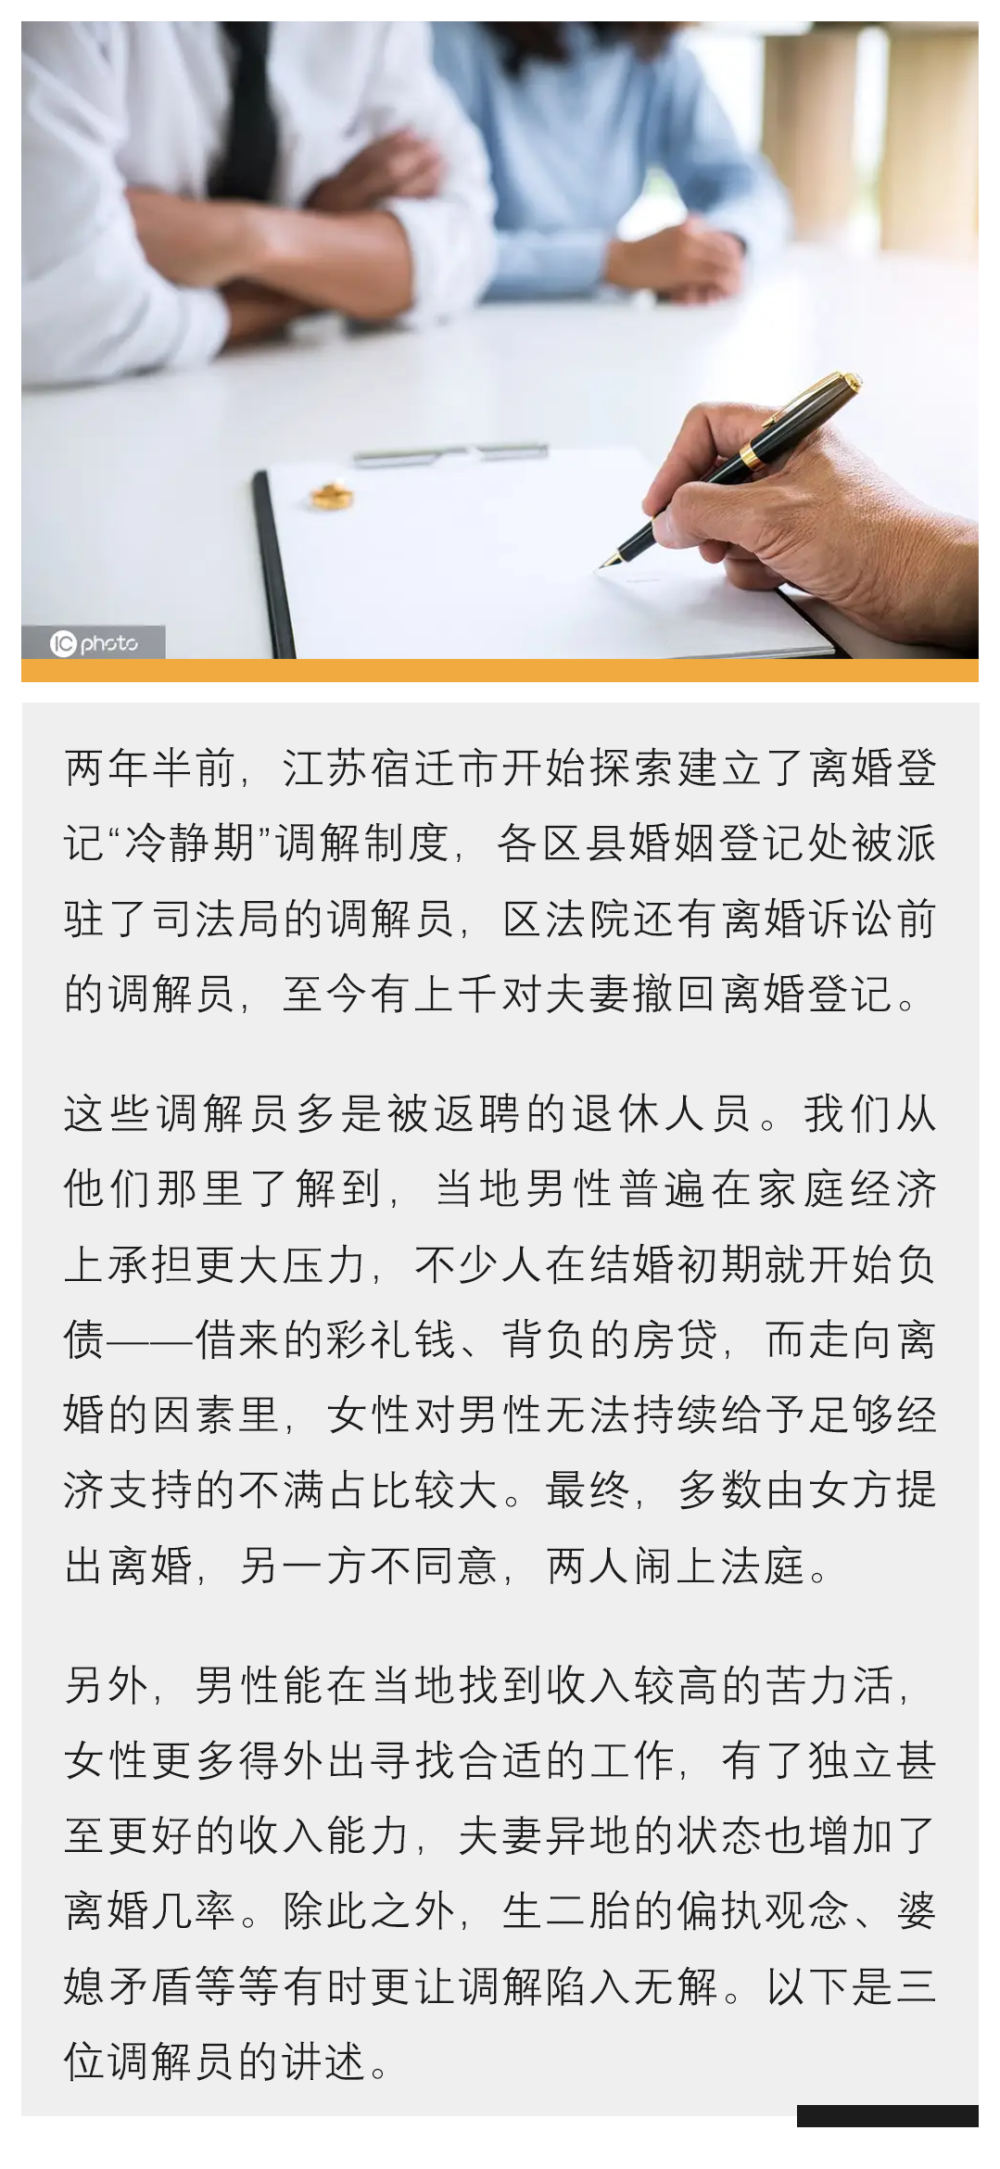 IC photo
两年半前，江苏宿迁市开始探索建立了离婚登
记“冷静期”调解制度，各区县婚姻登记处被派
驻了司法局的调解员，区法院还有离婚诉讼前
的调解员，至今有上千对夫妻撤回离婚登记。
这些调解员多是被返聘的退休人员。我们从
他们那里了解到，当地男性普遍在家庭经济
上承担更大压力，不少人在结婚初期就开始负
债——借来的彩礼钱、背负的房贷，而走向离
婚的因素里，女性对男性无法持续给予足够经
济支持的不满占比较大。最终，多数由女方提
出离婚，另一方不同意，两人闹上法庭。
另外，男性能在当地找到收入较高的苦力活，
女性更多得外出寻找合适的工作，有了独立甚
至更好的收入能力，夫妻异地的状态也增加了
离婚几率。除此之外，生二胎的偏执观念、婆
媳矛盾等等有时更让调解陷入无解。以下是三
位调解员的讲述。